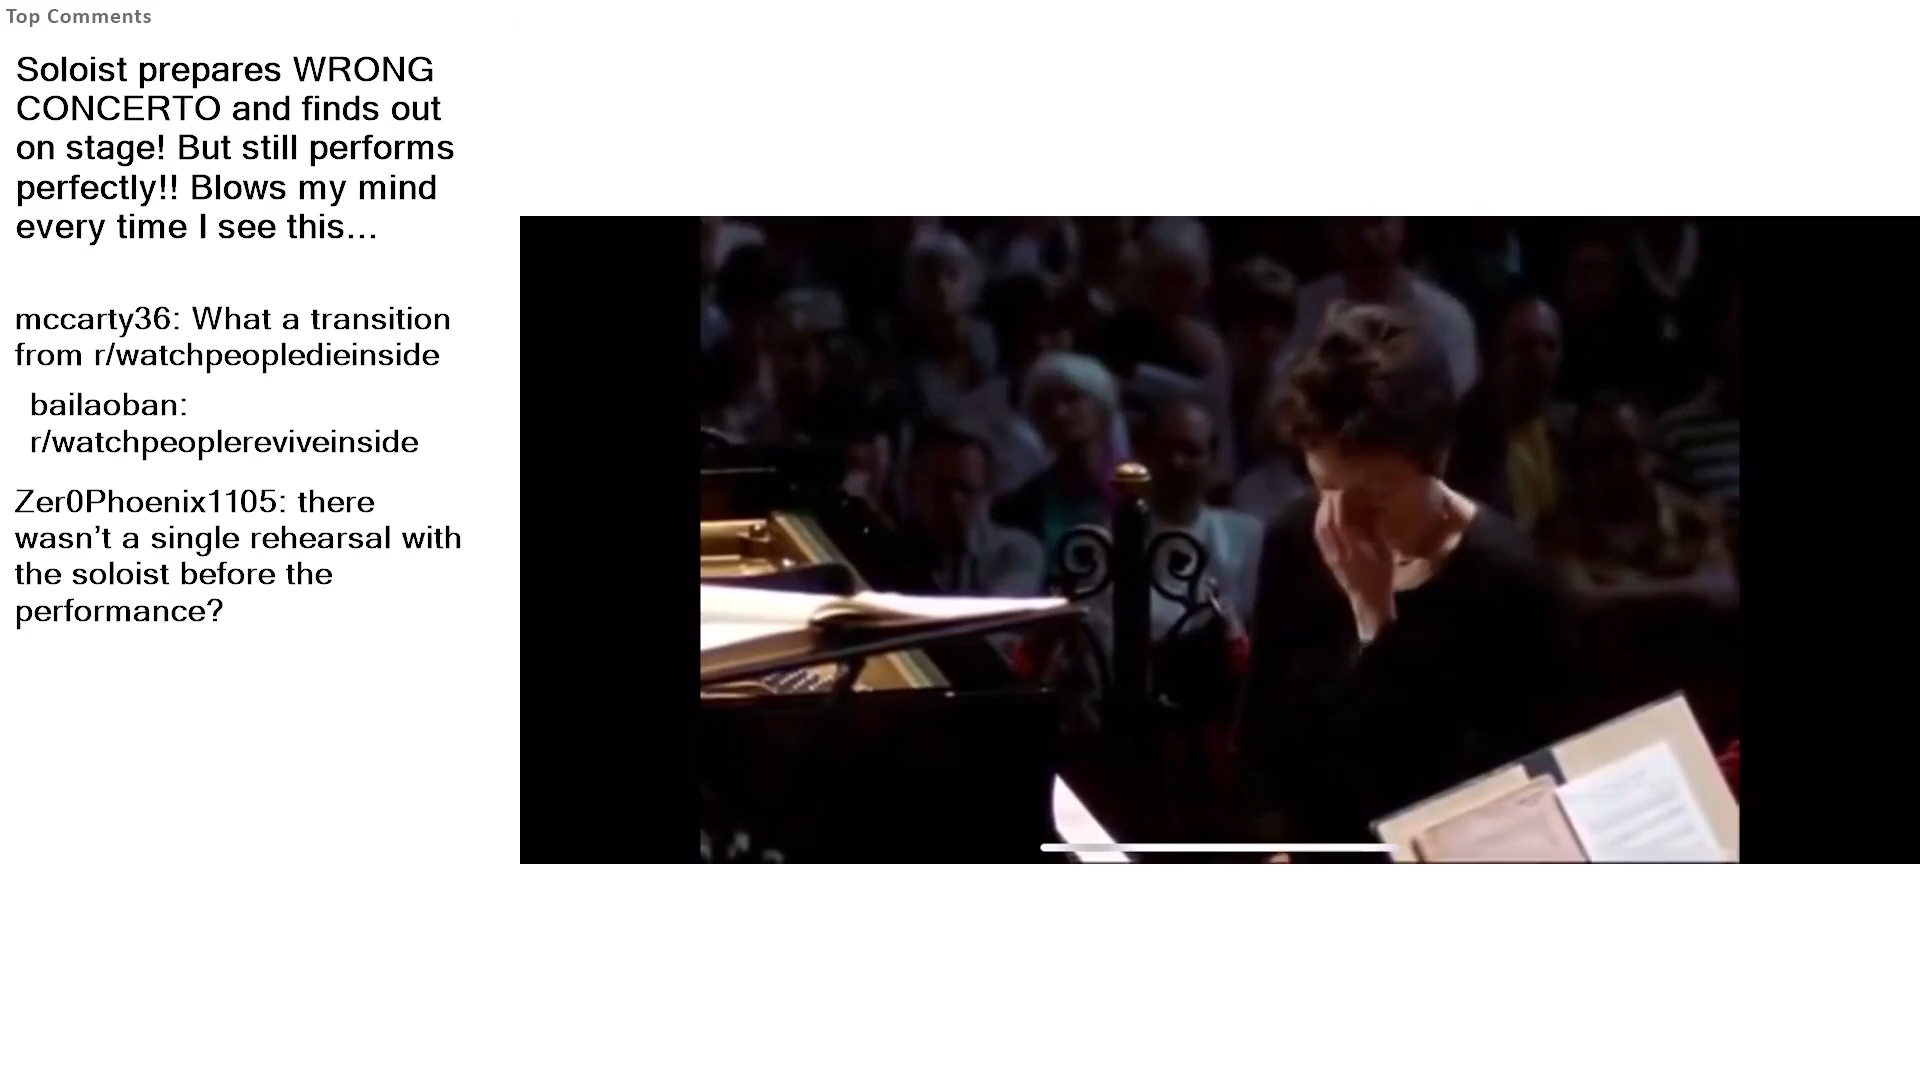 Top Comments
Soloist prepares WRONG
CONCERTO and finds out
on stage! But still performs
perfectly!! Blows my mind
every time I see this...
mccarty36: What a transition
from r/watchpeopledieinside
bailaoban:
r/watchpeoplereviveinside
Zer0Phoenix1105: there
wasn’t a single rehearsal with
the soloist before the
performance?